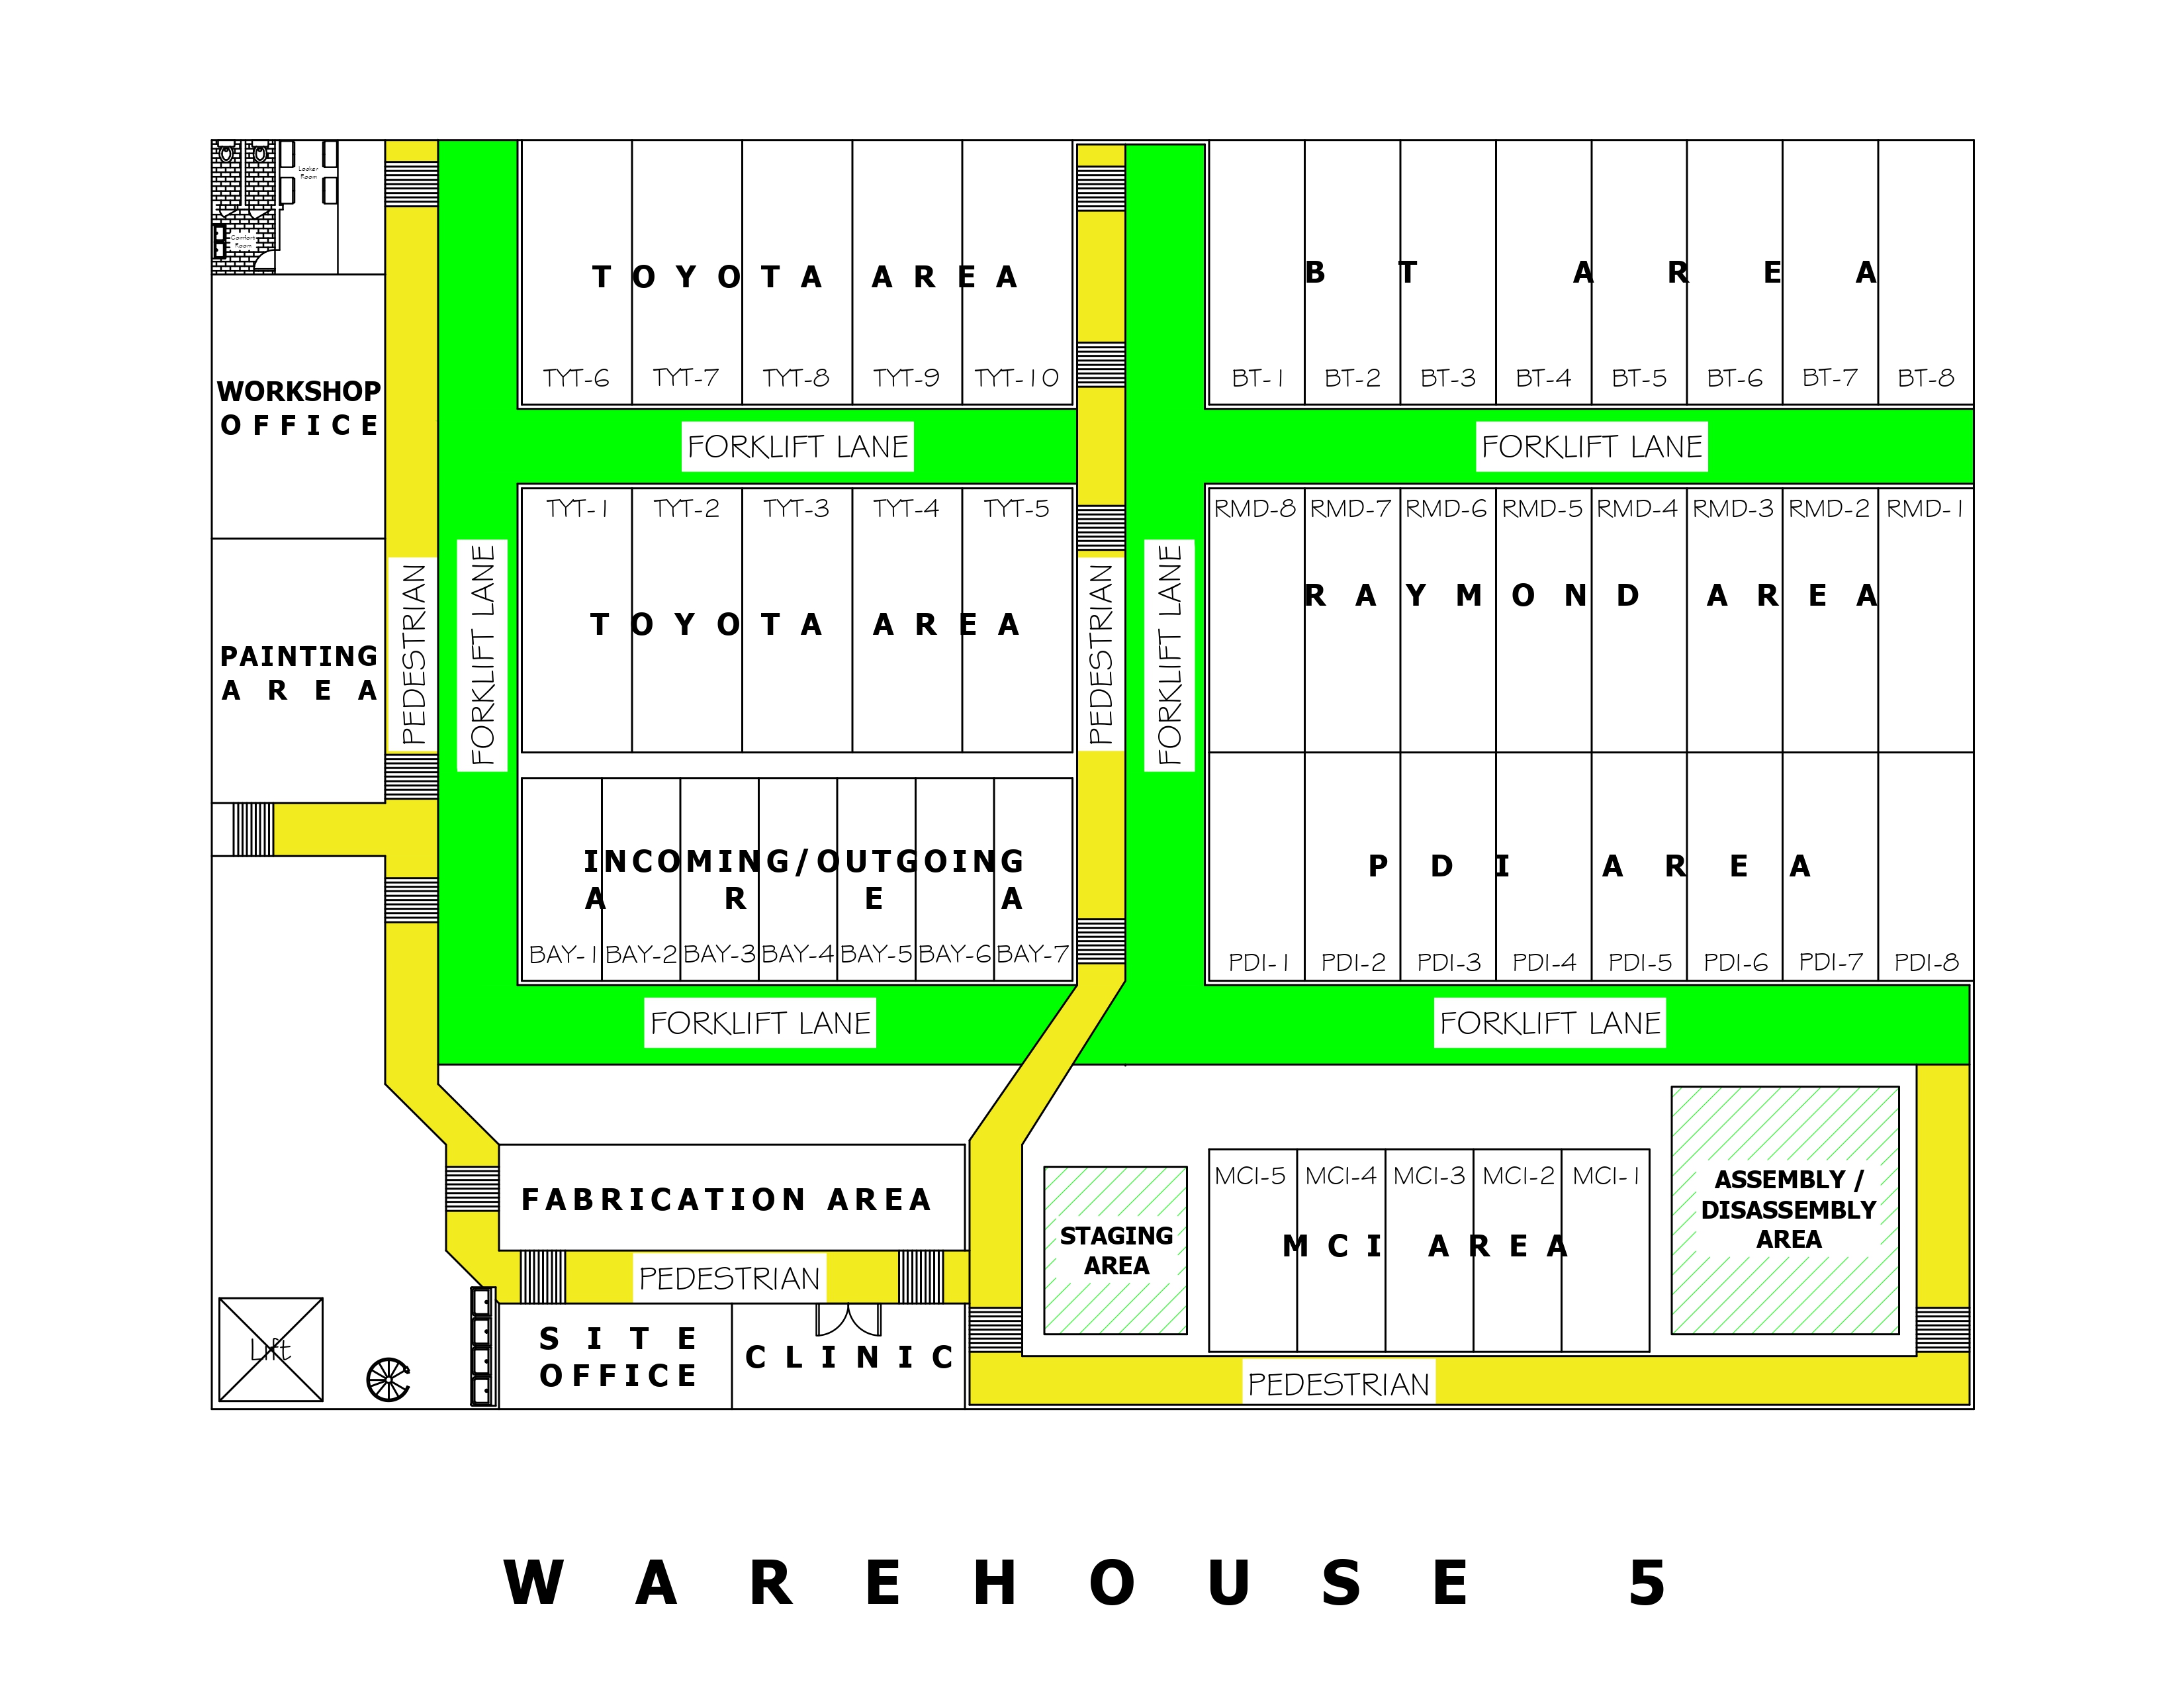 Locker
Room
Comfort
Room
WORKSHOP
OFFICE
PAINTING
AREA
PEDESTRIAN
FORKLIFT LANE
TOYOTA AREA
TYT-6 TYT-7 TYT-8 TYT-9 TYT-10
FORKLIFT LANE
TYT-1 TYT-2 TYT-3 TYT-4 TYT-5
TOYOTA AREA
INCOMING/OUTGOING
AREA
BAY-1 BAY-2 BAY-3 BAY-4 BAY-5 BAY-6 BAY-7
FORKLIFT LANE
PEDESTRIAN
FORKLIFT LANE
BT AREA
BT-1 BT-2 BT-3 BT-4 BT-5 BT-6 BT-7 BT-8
FORKLIFT LANE
RMD-8 RMD-7 RMD-6 RMD-5 RMD-4 RMD-3 RMD-2 RMD-1
RAYMOND AREA
PDI AREA
PDI-1 PDI-2 PDI-3 PDI-4 PDI-5 PDI-6 PDI-7 PDI-8
FORKLIFT LANE
FABRICATION AREA
PEDESTRIAN
Lift
SITE
OFFICE
CLINIC
STAGING
AREA
MCI-5 MCI-4 MCI-3 MCI-2 MCI-1
MCI AREA
ASSEMBLY /
DISASSEMBLY
AREA
PEDESTRIAN
WAREHOUSE 5